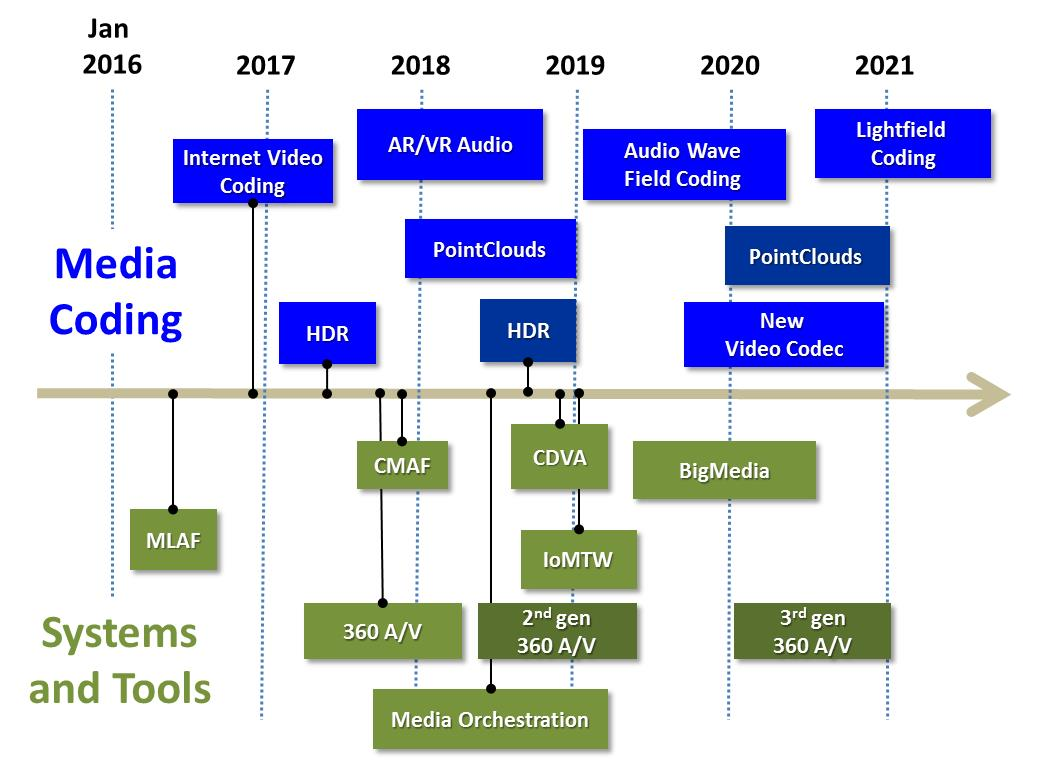 Jan
2016
2017
2018
2019
2020
2021
Internet Video
Coding
AR/VR Audio
Audio Wave
Field Coding
Lightfield
Coding
Media
Coding
PointClouds
PointClouds
HDR
HDR
New
Video Codec
CMAF
CDVA
BigMedia
MLAF
IoMTW
Systems
and Tools
360 A/V
2nd gen
360 A/V
3rd gen
360 A/V
Media Orchestration